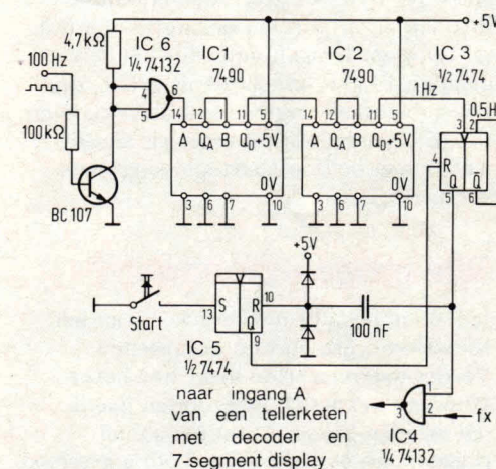 +5V
4,7kΩ
IC 6
¼ 74132
IC1
7490
IC 2
7490
IC 3
½ 7474
100 Hz
1Hz
0,5H
4
5
6
14 12 1 11 5
14 12 1 11 5
3 2
A QA B QD +5V
A QA B QD +5V
100kΩ
4 R
Q Q̅
0V
0V
5 6
3 6 7 10
3 6 7 10
BC 107
+5V
Start
13 S R 10
Q
9
100 nF
IC 5
½ 7474
naar ingang A
van een tellerketen
met decoder en
7-segment display
1
3 2
fx
IC4
¼ 74132